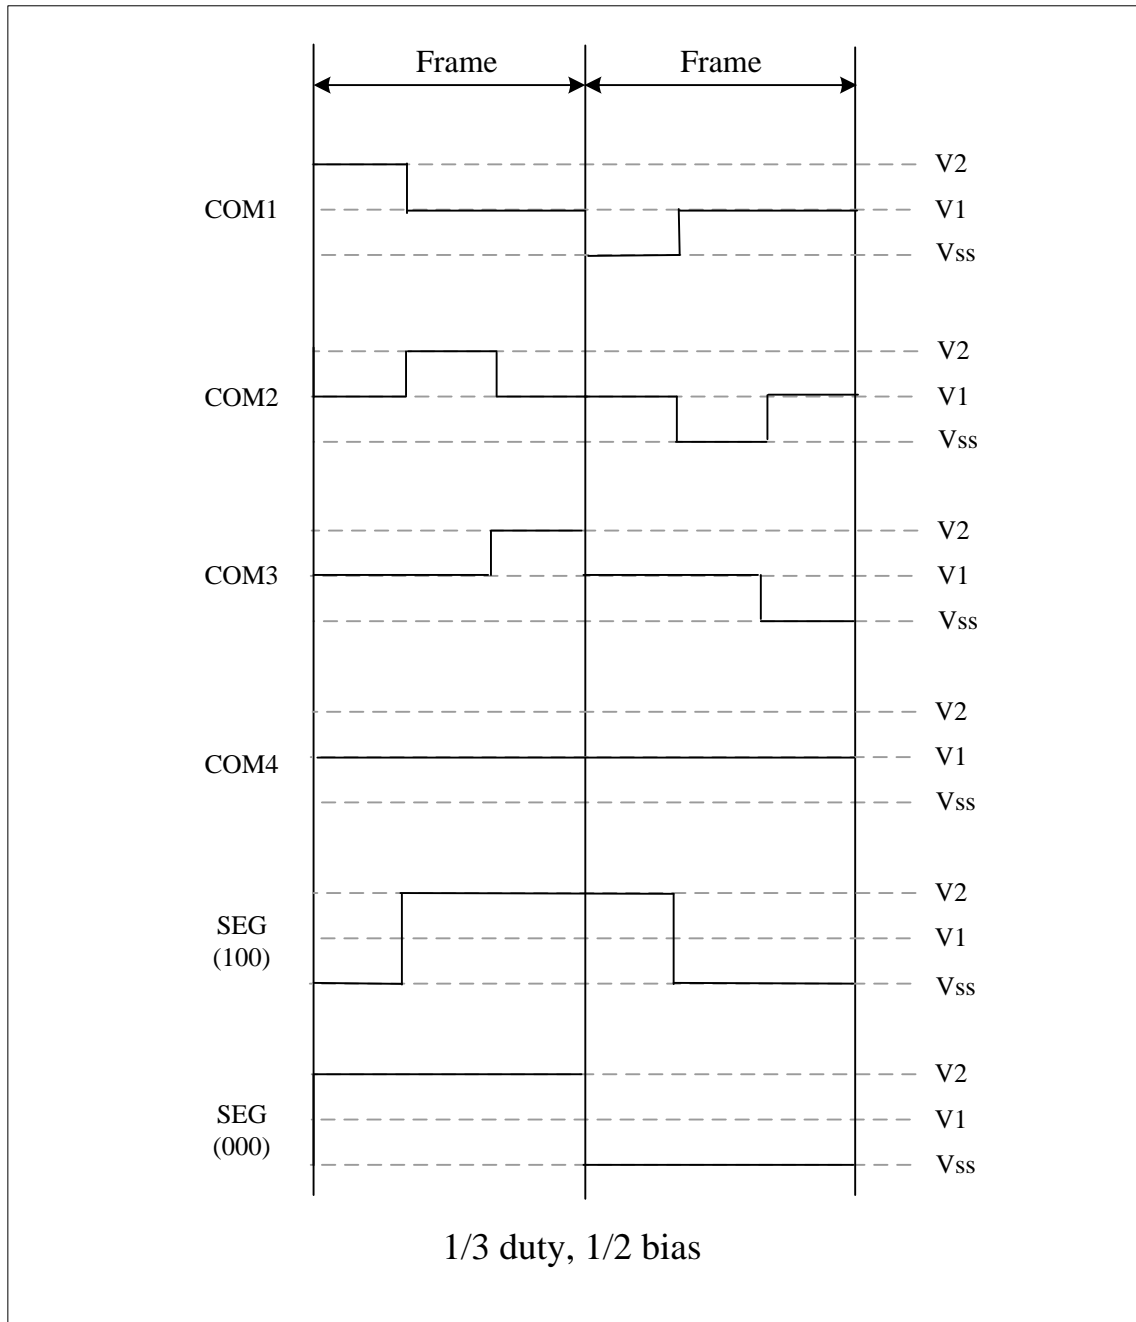 Frame Frame
V2
COM1 V1
Vss
V2
COM2 V1
Vss
V2
COM3 V1
Vss
V2
COM4 V1
Vss
V2
SEG
(100)
V1
Vss
V2
SEG
(000)
V1
Vss
1/3 duty, 1/2 bias